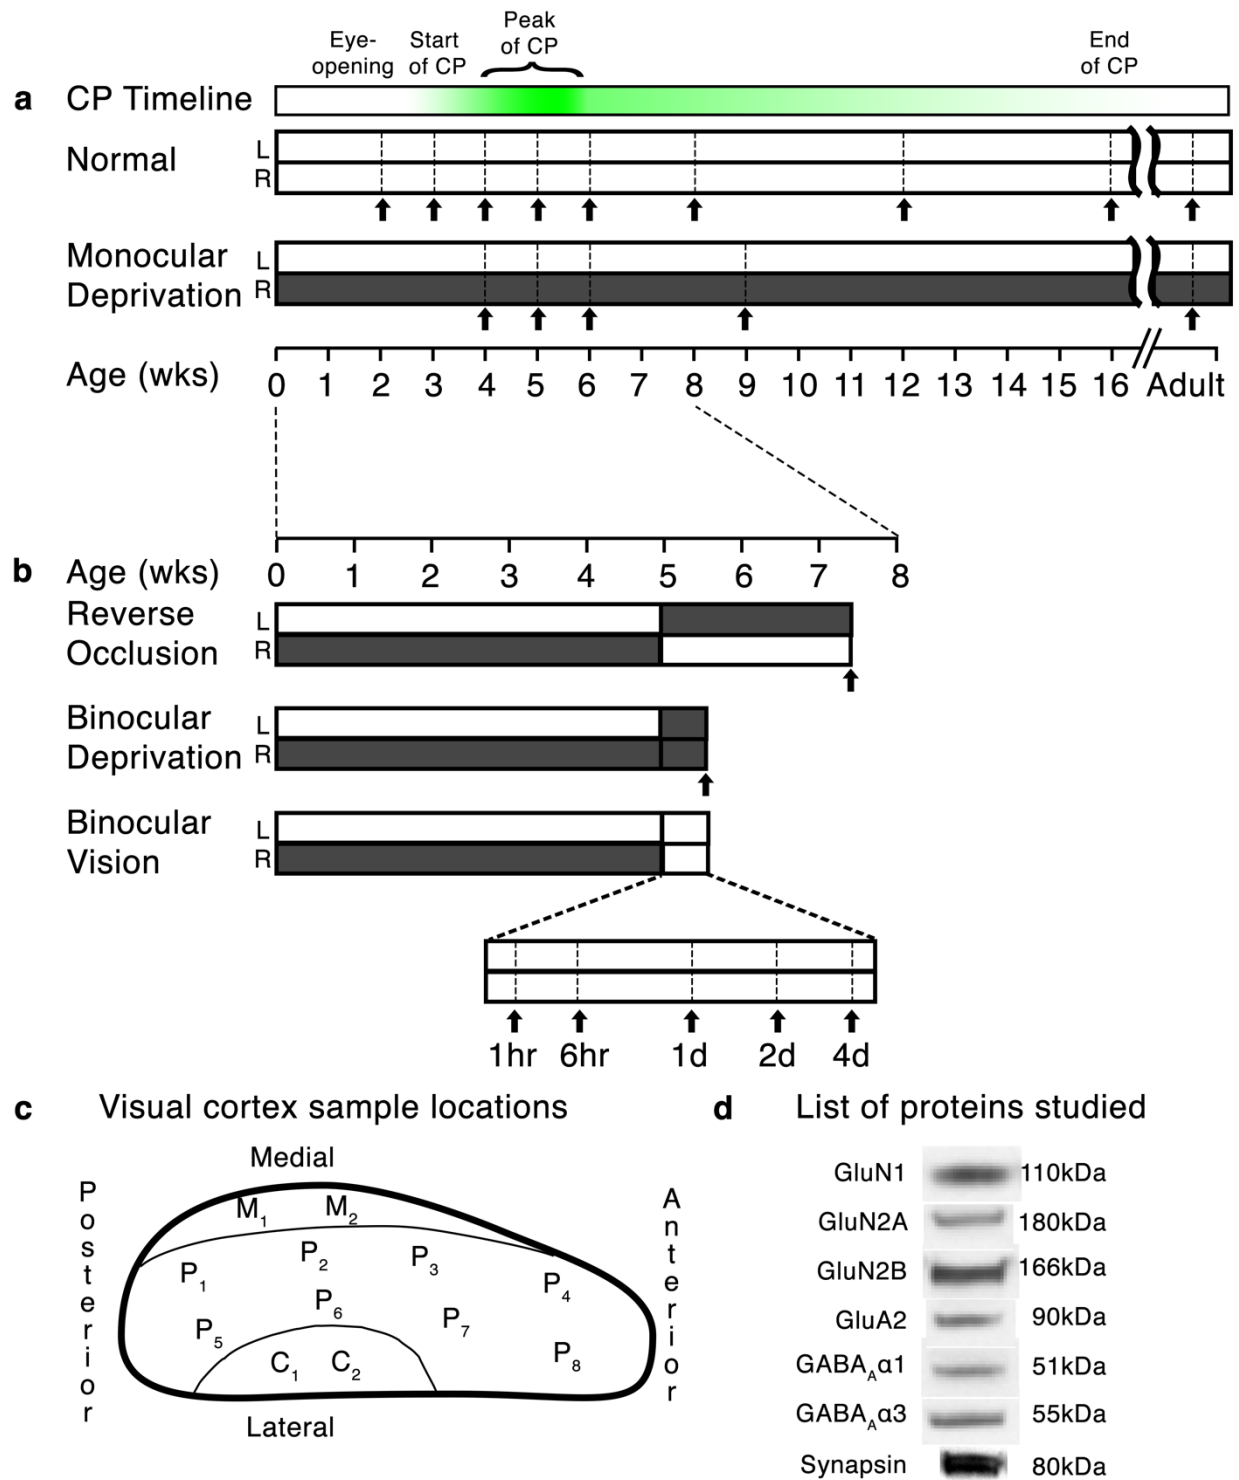 Eye-
opening
Start
of CP
Peak
of CP
End
of CP
a CP Timeline
Normal
L
R
Monocular
Deprivation
L
R
Age (wks) 0 1 2 3 4 5 6 7 8 9 10 11 12 13 14 15 16 Adult
b Age (wks) 0 1 2 3 4 5 6 7 8
Reverse
Occlusion
L
R
Binocular
Deprivation
L
R
Binocular
Vision
L
R
1hr 6hr 1d 2d 4d
c Visual cortex sample locations
Medial
Posterior
Anterior
M1 M2
P1 P2 P3 P4
P5 P6 P7 P8
C1 C2
Lateral
d List of proteins studied
GluN1 110kDa
GluN2A 180kDa
GluN2B 166kDa
GluA2 90kDa
GABAAα1 51kDa
GABAAα3 55kDa
Synapsin 80kDa